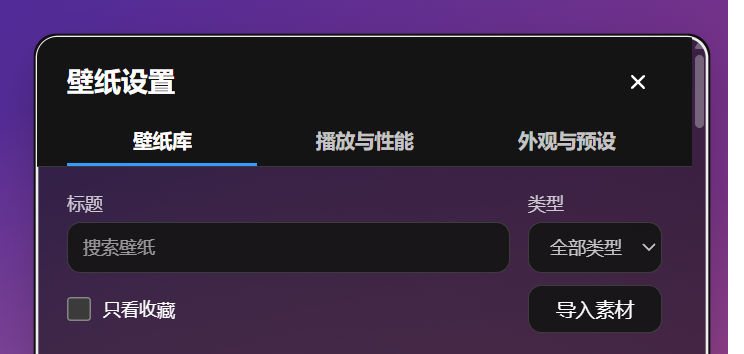 壁纸设置
壁纸库 播放与性能 外观与预设
标题 类型
搜索壁纸 全部类型
只看收藏 导入素材